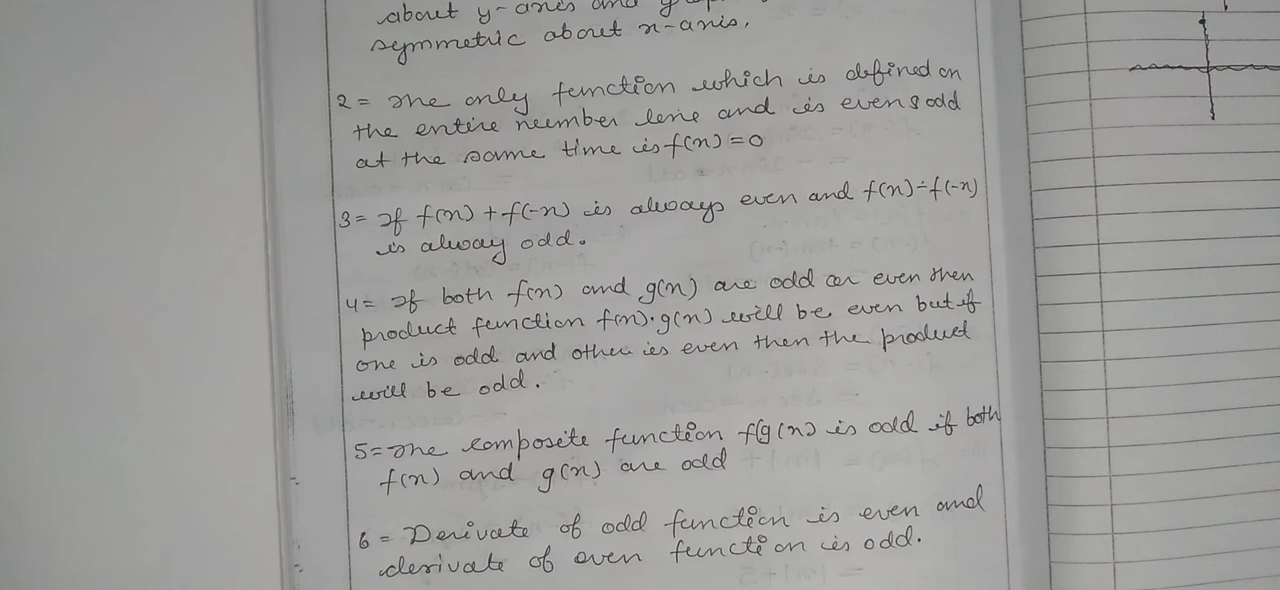 about y-axis and
symmetric about x-axis.
2 = The only function which is defined on
the entire number line and is even & odd
at the same time is f(x) = 0
3 = If f(x) + f(-x) is always even and f(x) - f(-x)
is alway odd.
4 = If both f(x) and g(x) are odd or even then
product function f(x).g(x) will be even but if
one is odd and other is even then the product
will be odd.
5 = The composite function f(g(x) is odd if both
f(x) and g(x) are odd
6 = Derivate of odd function is even and
derivate of even function is odd.